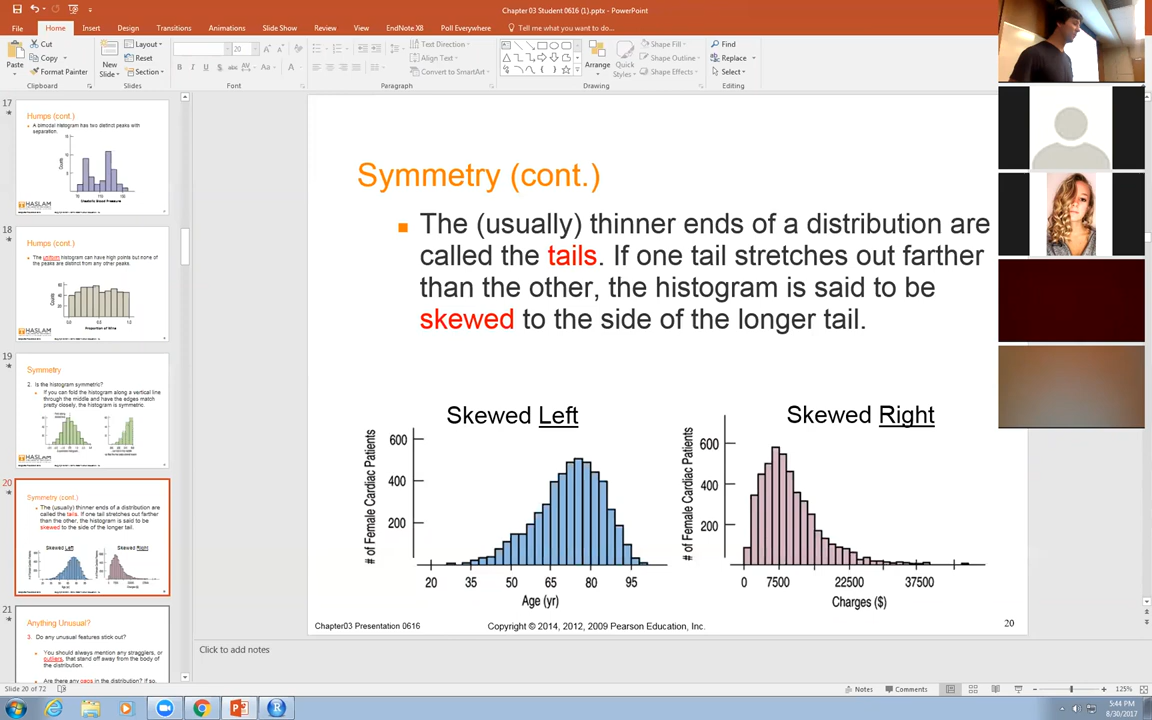 Chapter 03 Student 0616 (1).pptx - PowerPoint
File Home Insert Design Transitions Animations Slide Show Review View EndNote X8 Poll Everywhere Tell me what you want to do...
Paste
Cut
Copy
Format Painter
Clipboard
New Slide
Layout
Reset
Section
Slides
20
B I U S abc AV Aa A
Font
Text Direction
Align Text
Convert to SmartArt
Paragraph
Arrange
Quick Styles
Shape Fill
Shape Outline
Shape Effects
Drawing
Find
Replace
Select
Editing
17
Humps (cont.)
A bimodal histogram has two distinct peaks with
separation.
Counts
Diastolic Blood Pressure
HASLAM
18
Humps (cont.)
The uniform histogram can have high points but none of
the peaks are distinct from any other peaks.
Counts
Proportion of Wins
HASLAM
19
Symmetry
2. Is the histogram symmetric?
If you can fold the histogram along a vertical line
through the middle and have the edges match
pretty closely, the histogram is symmetric.
HASLAM
20
Symmetry (cont.)
The (usually) thinner ends of a distribution are
called the tails. If one tail stretches out farther
than the other, the histogram is said to be
skewed to the side of the longer tail.
Skewed Left Skewed Right
21
Anything Unusual?
3. Do any unusual features stick out?
You should always mention any stragglers, or
outliers, that stand off away from the body of
the distribution.
Are there any gaps in the distribution? If so,
Symmetry (cont.)
The (usually) thinner ends of a distribution are
called the tails. If one tail stretches out farther
than the other, the histogram is said to be
skewed to the side of the longer tail.
Skewed Left
# of Female Cardiac Patients
600
400
200
20 35 50 65 80 95
Age (yr)
Skewed Right
# of Female Cardiac Patients
600
400
200
0 7500 22500 37500
Charges ($)
Chapter03 Presentation 0616 Copyright © 2014, 2012, 2009 Pearson Education, Inc. 20
Click to add notes
Slide 20 of 72 Notes Comments 125%
5:44 PM
8/30/2017